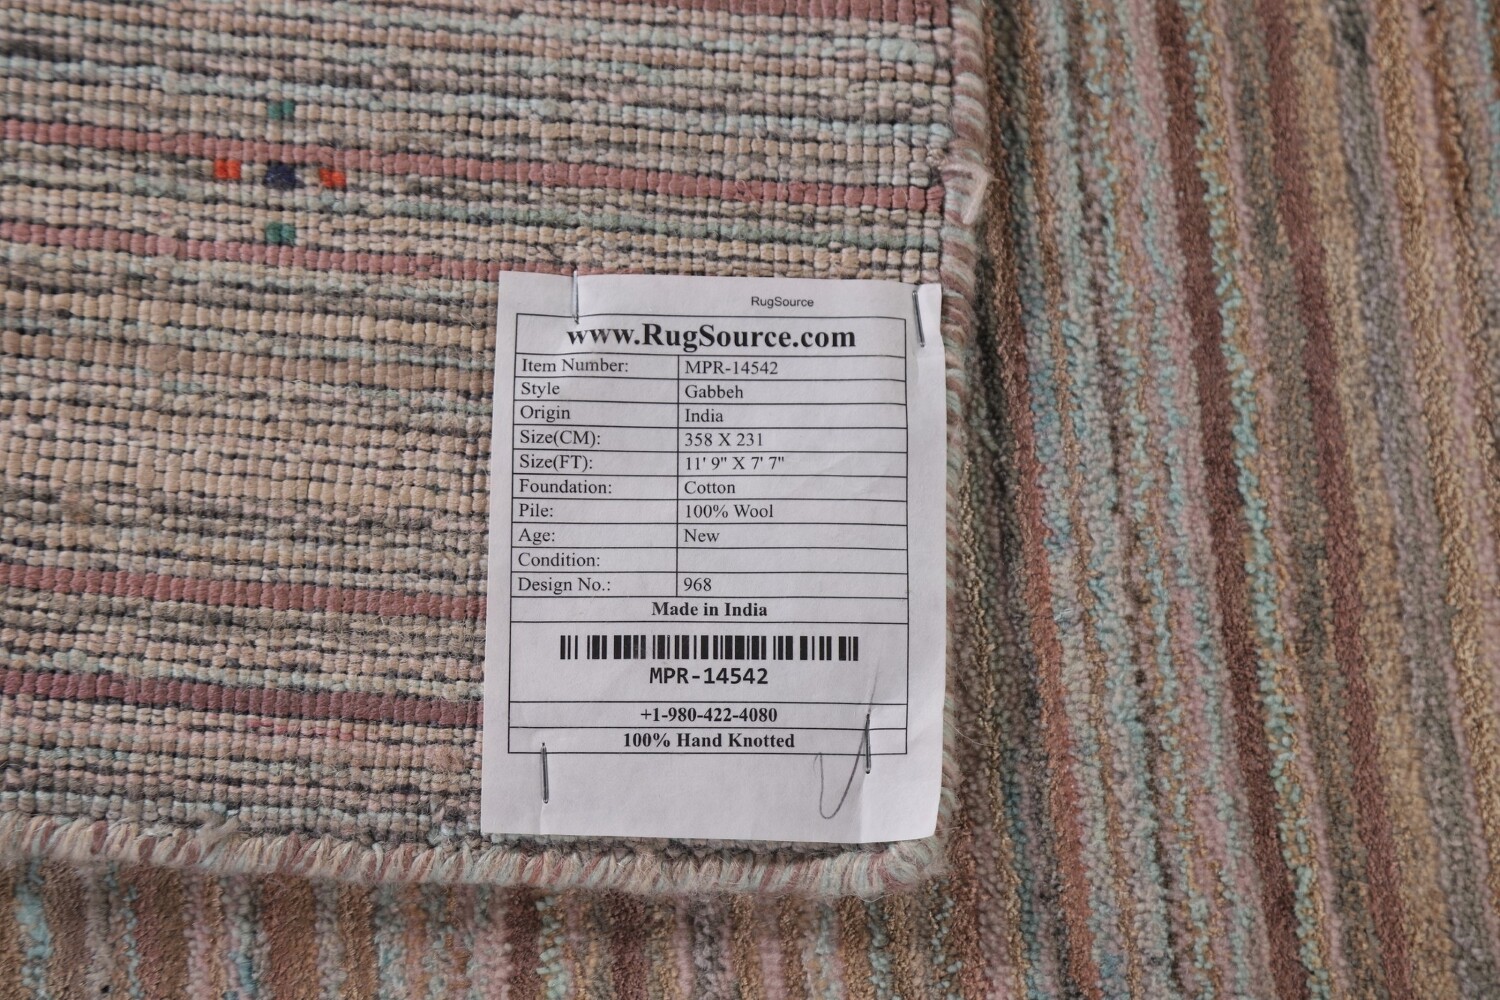 RugSource
www.RugSource.com
Item Number: MPR-14542
Style Gabbeh
Origin India
Size(CM): 358 X 231
Size(FT): 11' 9" X 7' 7"
Foundation: Cotton
Pile: 100% Wool
Age: New
Condition:
Design No.: 968
Made in India
MPR-14542
+1-980-422-4080
100% Hand Knotted